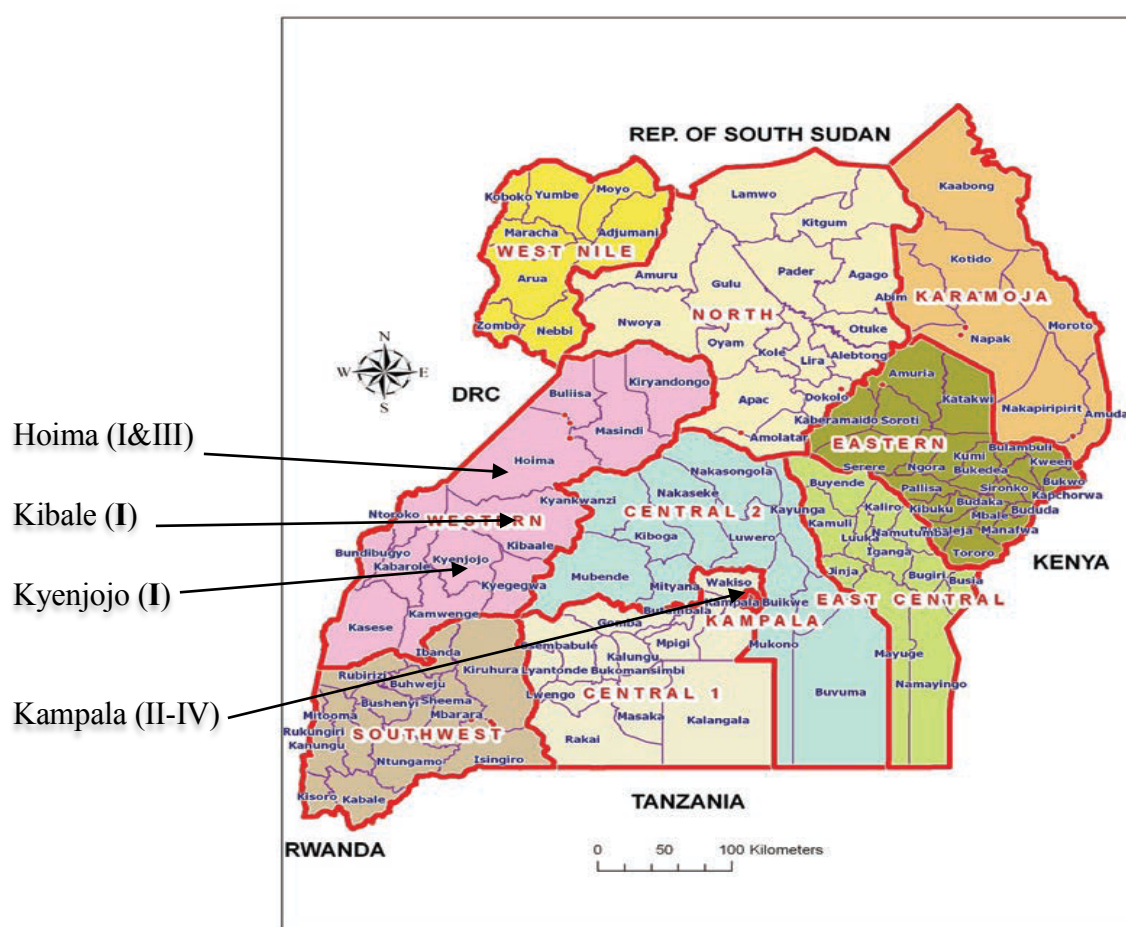 REP. OF SOUTH SUDAN
Kaabong
Koboko
Yumbe
Moyo
Lamwo
Kitgum
Maracha
Adjumani
WEST NILE
Kotido
Arua
Amuru
Gulu
Pader
Agago
Abim
KARAMOJA
Zombo
Nebbi
Nwoya
NORTH
Otuke
Moroto
Napak
Oyam
Kole
Lira
Alebtong
N
W
E
S
DRC
Buliisa
Kiryandongo
Apac
Dokolo
Amuria
Katakwi
Nakapiripirit
Amuda
Kaberamaido
Soroti
Masindi
Amolatar
EASTERN
Bulambuli
Hoima (I&III)
Hoima
Nakasongola
Serere
Ngora
Kumi
Bukedea
Kween
Bukwo
Buyende
Pallisa
Sironko
Kapchorwa
Kyankwanzi
Nakaseke
Kayunga
Kaliro
Kibuku
Budaka
Mbale
Bududa
Kibale (I)
Ntoroko
WESTERN
CENTRAL 2
Kamuli
Luuka
Namutumba
Manafwa
Bundibugyo
Kibaale
Kiboga
Luwero
Iganga
Tororo
Kabarole
Kyenjojo
KENYA
Kyenjojo (I)
Kyegegwa
Mubende
Mityana
Wakiso
Jinja
Bugiri
Busia
Kasese
Kamwenge
Butambala
Kampala
Buikwe
EAST CENTRAL
Gomba
KAMPALA
Ibanda
Ssembabule
Mpigi
Mukono
Mayuge
Rubirizi
Kiruhura
Kalungu
Buhweju
Lyantonde
Bukomansimbi
Namayingo
Kampala (II-IV)
Bushenyi
Sheema
Lwengo
CENTRAL 1
Buvuma
Mitooma
Mbarara
Masaka
Kalangala
Rukungiri
SOUTHWEST
Kanungu
Rakai
Ntungamo
Isingiro
Kisoro
Kabale
TANZANIA
RWANDA
0 50 100 Kilometers